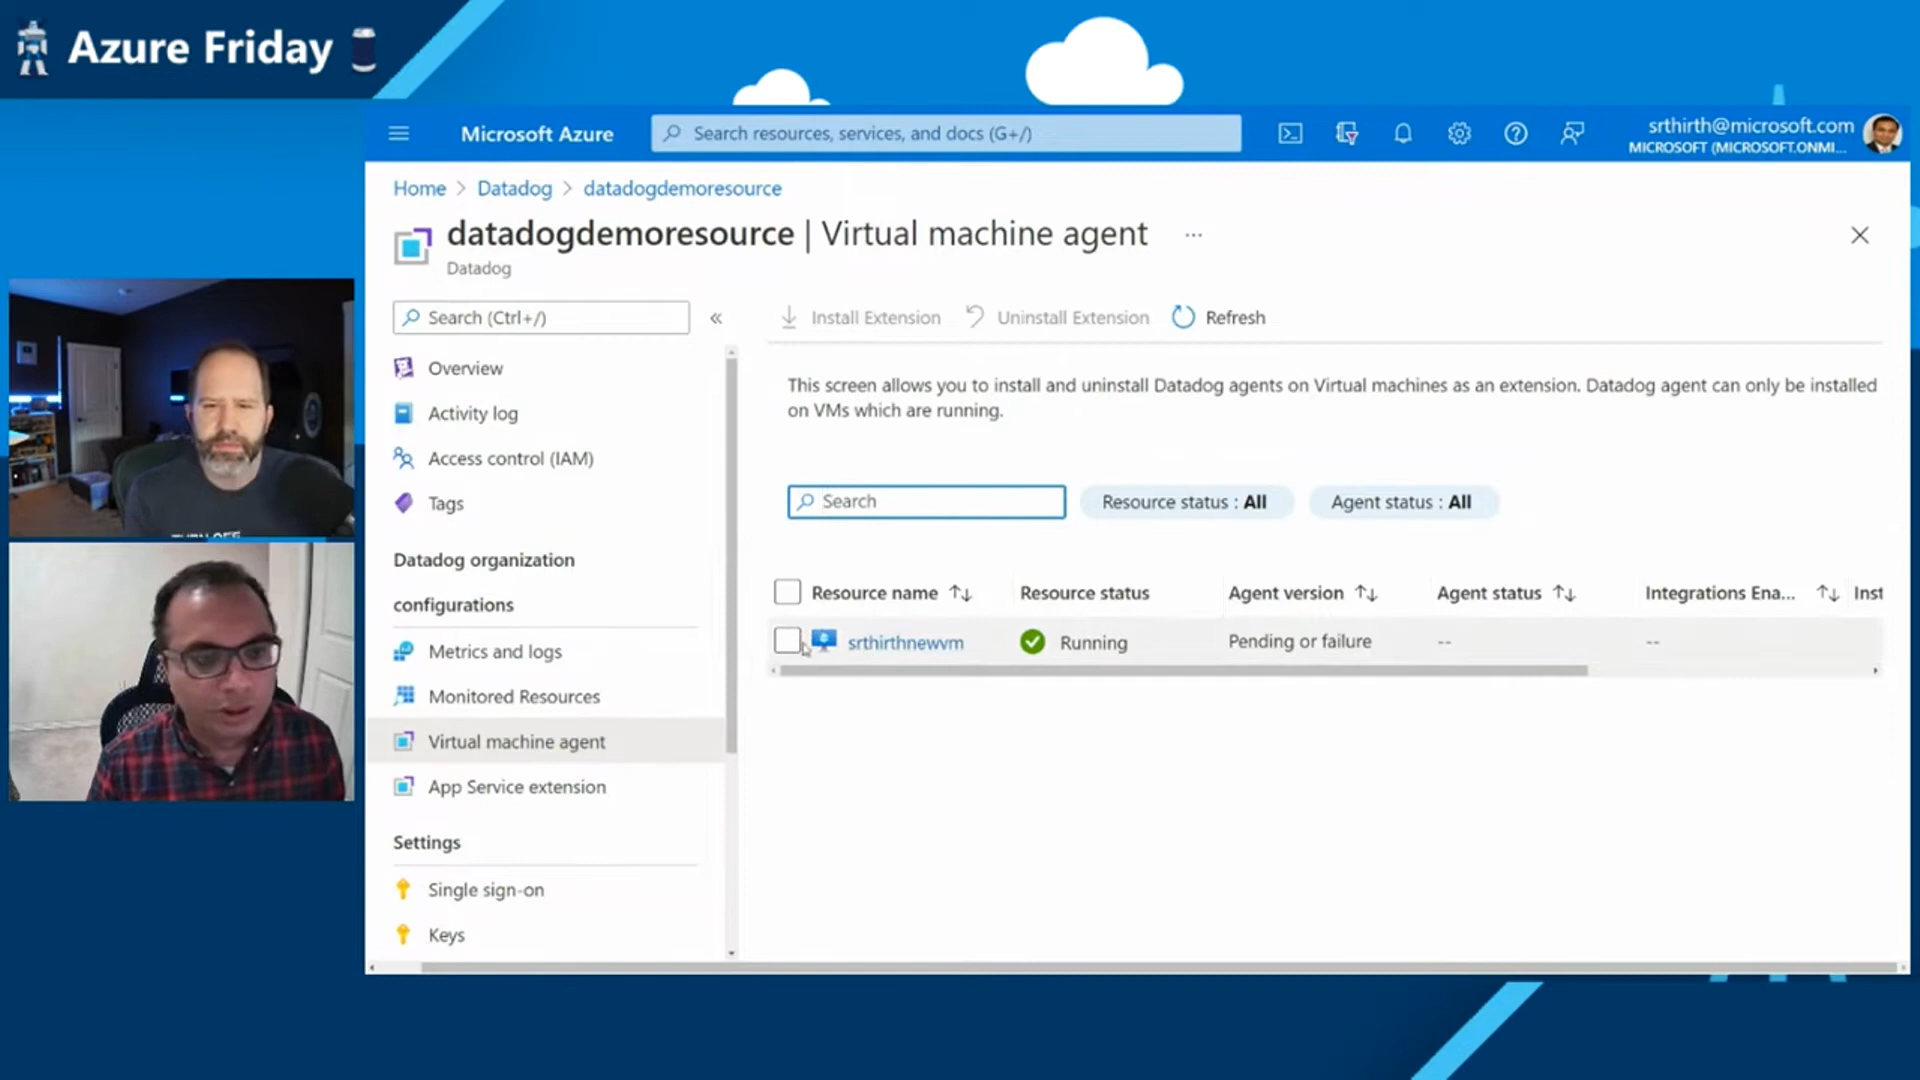 Azure Friday
Microsoft Azure
Search resources, services, and docs (G+/)
srthirth@microsoft.com
MICROSOFT (MICROSOFT.ONMI...
Home > Datadog > datadogdemoresource
datadogdemoresource | Virtual machine agent ...
Datadog
Search (Ctrl+/)
«
Overview
Activity log
Access control (IAM)
Tags
Datadog organization
configurations
Metrics and logs
Monitored Resources
Virtual machine agent
App Service extension
Settings
Single sign-on
Keys
Install Extension Uninstall Extension Refresh
This screen allows you to install and uninstall Datadog agents on Virtual machines as an extension. Datadog agent can only be installed
on VMs which are running.
Search Resource status : All Agent status : All
Resource name ↑↓ Resource status Agent version ↑↓ Agent status ↑↓ Integrations Ena... ↑↓ Inst
srthirthnewvm Running Pending or failure -- --